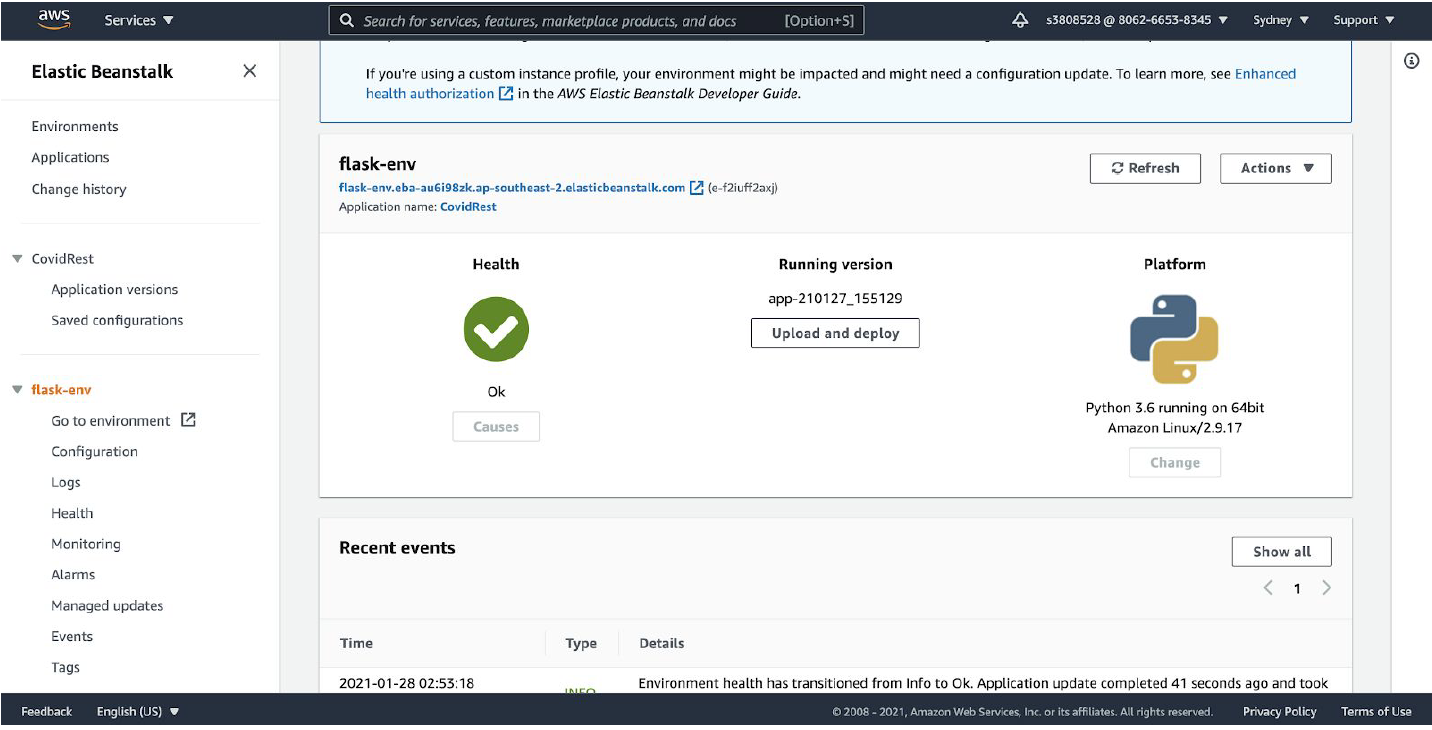 aws
Services
Search for services, features, marketplace products, and docs [Option+S]
s3808528 @ 8062-6653-8345
Sydney
Support
Elastic Beanstalk
Environments
Applications
Change history
CovidRest
Application versions
Saved configurations
flask-env
Go to environment
Configuration
Logs
Health
Monitoring
Alarms
Managed updates
Events
Tags
If you're using a custom instance profile, your environment might be impacted and might need a configuration update. To learn more, see Enhanced
health authorization in the AWS Elastic Beanstalk Developer Guide.
flask-env
flask-env.eba-au6i98zk.ap-southeast-2.elasticbeanstalk.com (e-f2iuff2axj)
Application name: CovidRest
Refresh
Actions
Health
Ok
Causes
Running version
app-210127_155129
Upload and deploy
Platform
Python 3.6 running on 64bit
Amazon Linux/2.9.17
Change
Recent events
Show all
1
Time Type Details
2021-01-28 02:53:18 INFO Environment health has transitioned from Info to Ok. Application update completed 41 seconds ago and took
Feedback English (US) © 2008 - 2021, Amazon Web Services, Inc. or its affiliates. All rights reserved. Privacy Policy Terms of Use